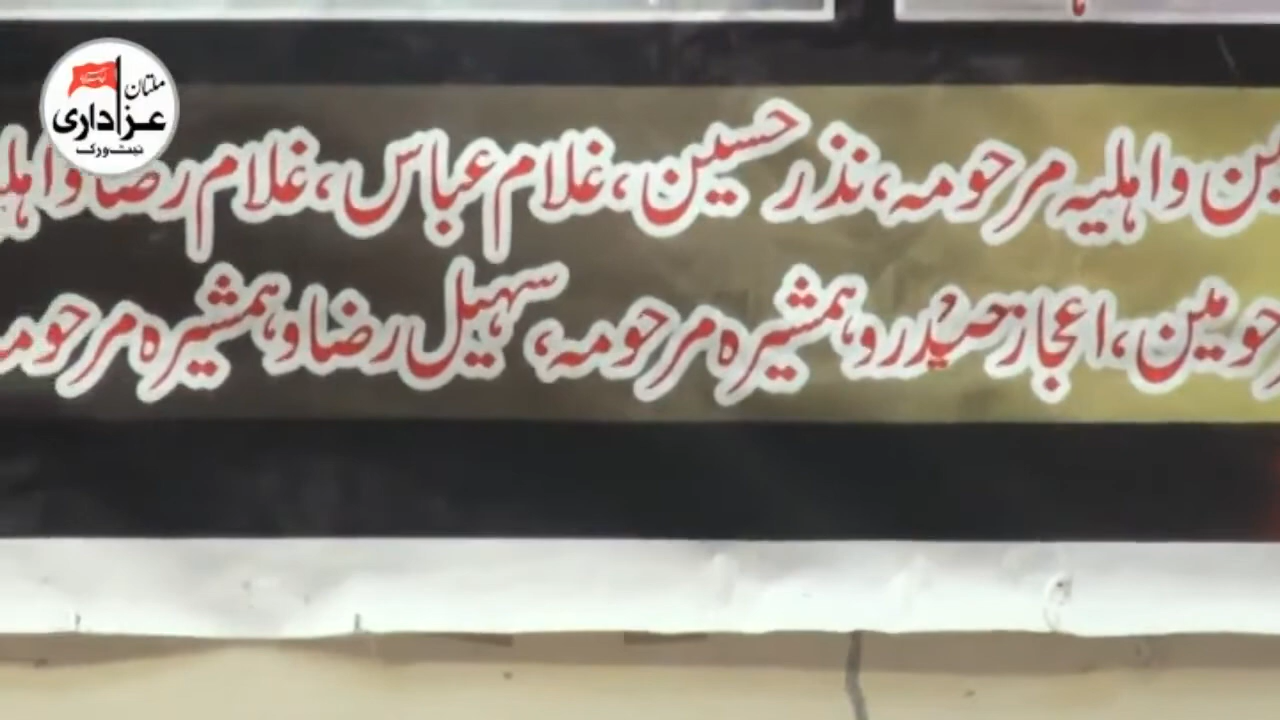 ملتان
عزاداری
نیٹ ورک
واہلیہ مرحومہ، نذر حسین، غلام عباس، غلام رضا و
مین، اعجاز حیدر و ہمشیرہ مرحومہ، سہیل رضا و ہمشیرہ مرحومہ